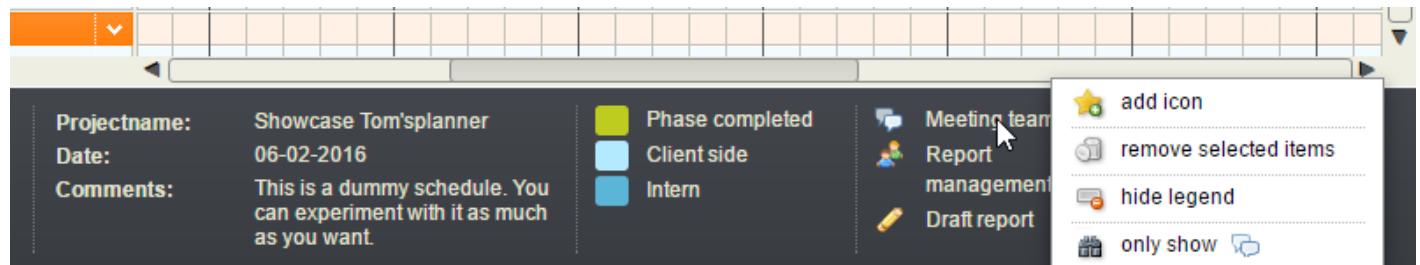 Projectname: Showcase Tom'splanner
Date: 06-02-2016
Comments: This is a dummy schedule. You
can experiment with it as much
as you want.
Phase completed
Client side
Intern
Meeting team
Report
management
Draft report
add icon
remove selected items
hide legend
only show